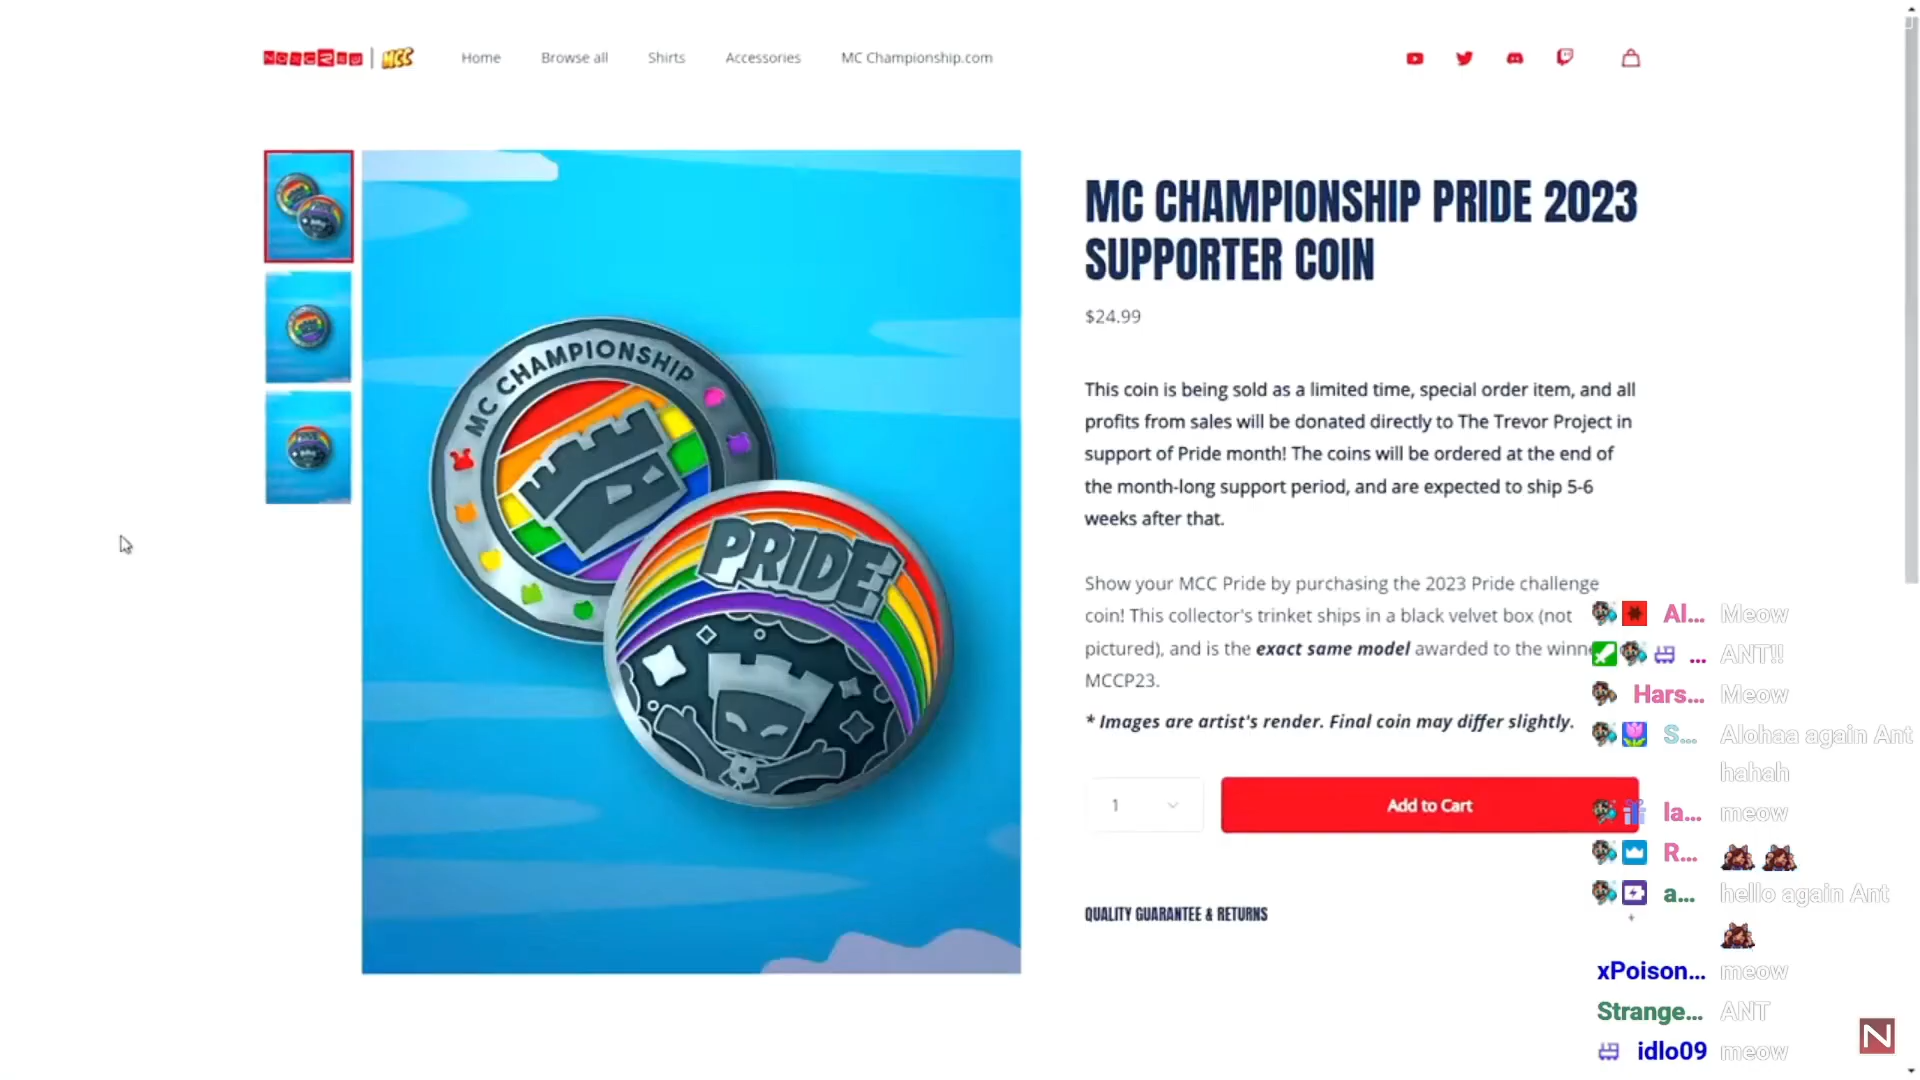 NOXCREW | MCC Home Browse all Shirts Accessories MC Championship.com
MC CHAMPIONSHIP
PRIDE
MC CHAMPIONSHIP PRIDE 2023
SUPPORTER COIN
$24.99
This coin is being sold as a limited time, special order item, and all
profits from sales will be donated directly to The Trevor Project in
support of Pride month! The coins will be ordered at the end of
the month-long support period, and are expected to ship 5-6
weeks after that.
Show your MCC Pride by purchasing the 2023 Pride challenge
coin! This collector's trinket ships in a black velvet box (not
pictured), and is the exact same model awarded to the winne
MCCP23.
* Images are artist's render. Final coin may differ slightly.
1
Add to Cart
QUALITY GUARANTEE & RETURNS
Al... Meow
... ANT!!
Hars... Meow
S... Alohaa again Ant
hahah
la... meow
R...
a... hello again Ant
xPoison... meow
Strange... ANT
idlo09 meow
N